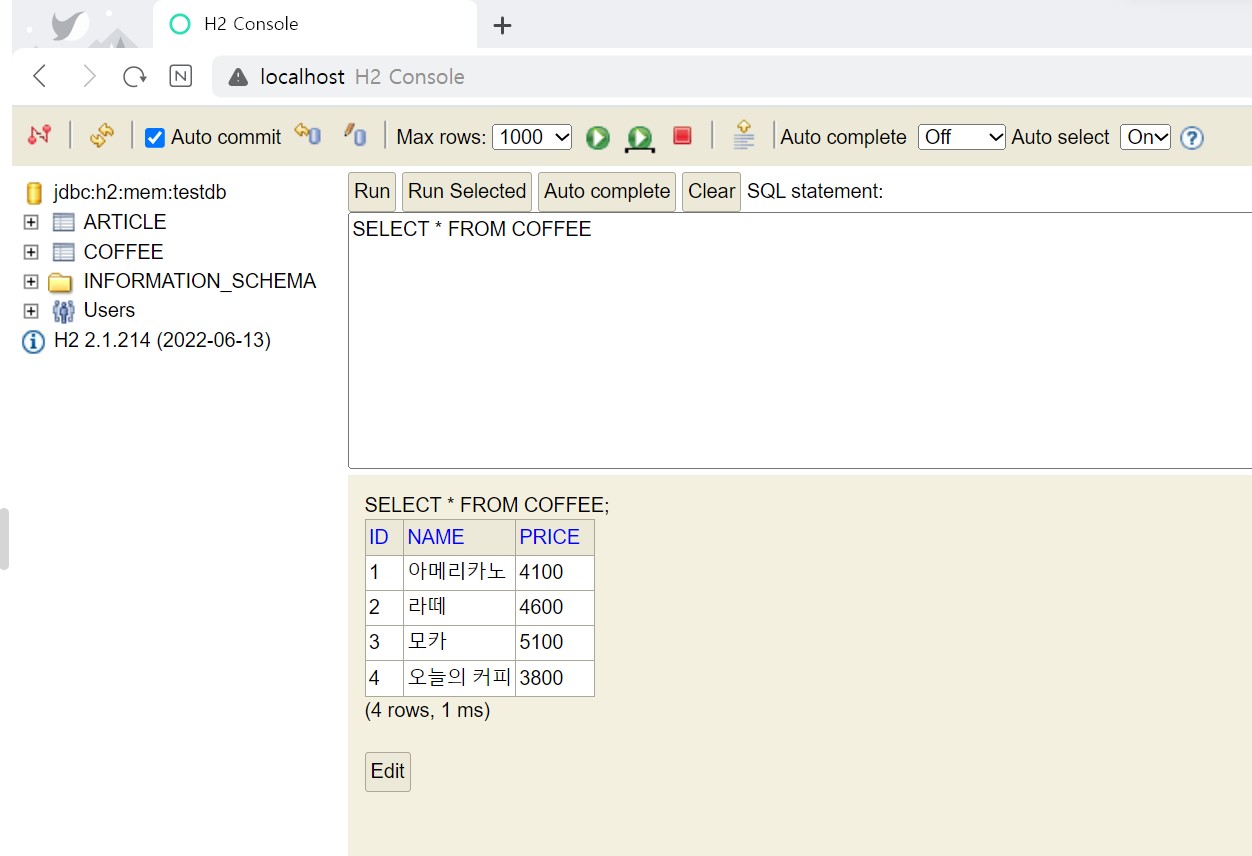 H2 Console
N localhost H2 Console
Auto commit Max rows: 1000 Auto complete Off Auto select On ?
jdbc:h2:mem:testdb
ARTICLE
COFFEE
INFORMATION_SCHEMA
Users
H2 2.1.214 (2022-06-13)
Run Run Selected Auto complete Clear SQL statement:
SELECT * FROM COFFEE
SELECT * FROM COFFEE;
ID NAME PRICE
1 아메리카노 4100
2 라떼 4600
3 모카 5100
4 오늘의 커피 3800
(4 rows, 1 ms)
Edit